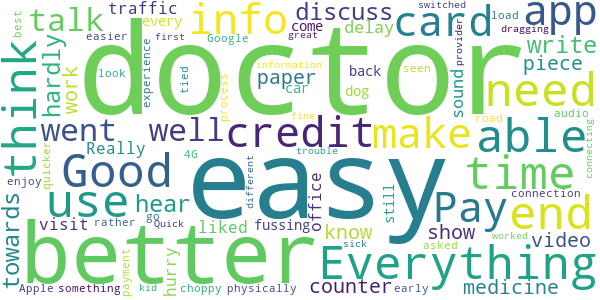 traffic
every
best
talk
info
discuss
card
app
load
switched
easier
first
Google
come
great
delay
dragging
write
hardly
work
look
experience
tied
doctor
process
information
seen
paper
back
car
dog
fine
sound
provider
need
piece
audio
think
went
well
credit
make
road
able
connecting
Really
4G
trouble
quicker
Good
easy
time
enjoy
use
hear
different
office
still
Pay
connection
end
towards
visit
rather
go
Quick
liked
fussing
know
show
asked
worked
video
better
payment
hurry
sick
Everything
Apple
something
kid
choppy
physically
counter
early
medicine